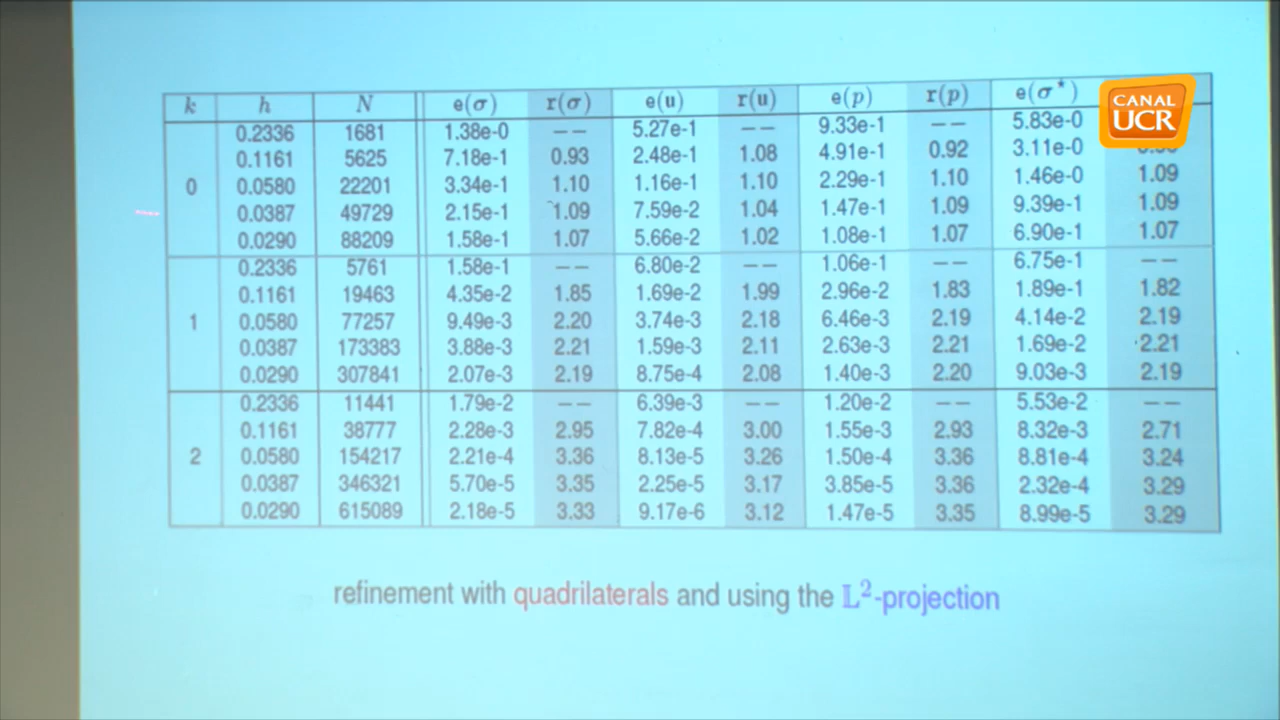 k h N e(σ) r(σ) e(u) r(u) e(p) r(p) e(σ*)
CANAL
UCR
0.2336 1681 1.38e-0 -- 5.27e-1 -- 9.33e-1 -- 5.83e-0
0.1161 5625 7.18e-1 0.93 2.48e-1 1.08 4.91e-1 0.92 3.11e-0
0 0.0580 22201 3.34e-1 1.10 1.16e-1 1.10 2.29e-1 1.10 1.46e-0 1.09
0.0387 49729 2.15e-1 1.09 7.59e-2 1.04 1.47e-1 1.09 9.39e-1 1.09
0.0290 88209 1.58e-1 1.07 5.66e-2 1.02 1.08e-1 1.07 6.90e-1 1.07
0.2336 5761 1.58e-1 -- 6.80e-2 -- 1.06e-1 -- 6.75e-1 --
0.1161 19463 4.35e-2 1.85 1.69e-2 1.99 2.96e-2 1.83 1.89e-1 1.82
1 0.0580 77257 9.49e-3 2.20 3.74e-3 2.18 6.46e-3 2.19 4.14e-2 2.19
0.0387 173383 3.88e-3 2.21 1.59e-3 2.11 2.63e-3 2.21 1.69e-2 2.21
0.0290 307841 2.07e-3 2.19 8.75e-4 2.08 1.40e-3 2.20 9.03e-3 2.19
0.2336 11441 1.79e-2 -- 6.39e-3 -- 1.20e-2 -- 5.53e-2 --
0.1161 38777 2.28e-3 2.95 7.82e-4 3.00 1.55e-3 2.93 8.32e-3 2.71
2 0.0580 154217 2.21e-4 3.36 8.13e-5 3.26 1.50e-4 3.36 8.81e-4 3.24
0.0387 346321 5.70e-5 3.35 2.25e-5 3.17 3.85e-5 3.36 2.32e-4 3.29
0.0290 615089 2.18e-5 3.33 9.17e-6 3.12 1.47e-5 3.35 8.99e-5 3.29
refinement with quadrilaterals and using the 𝕃²-projection